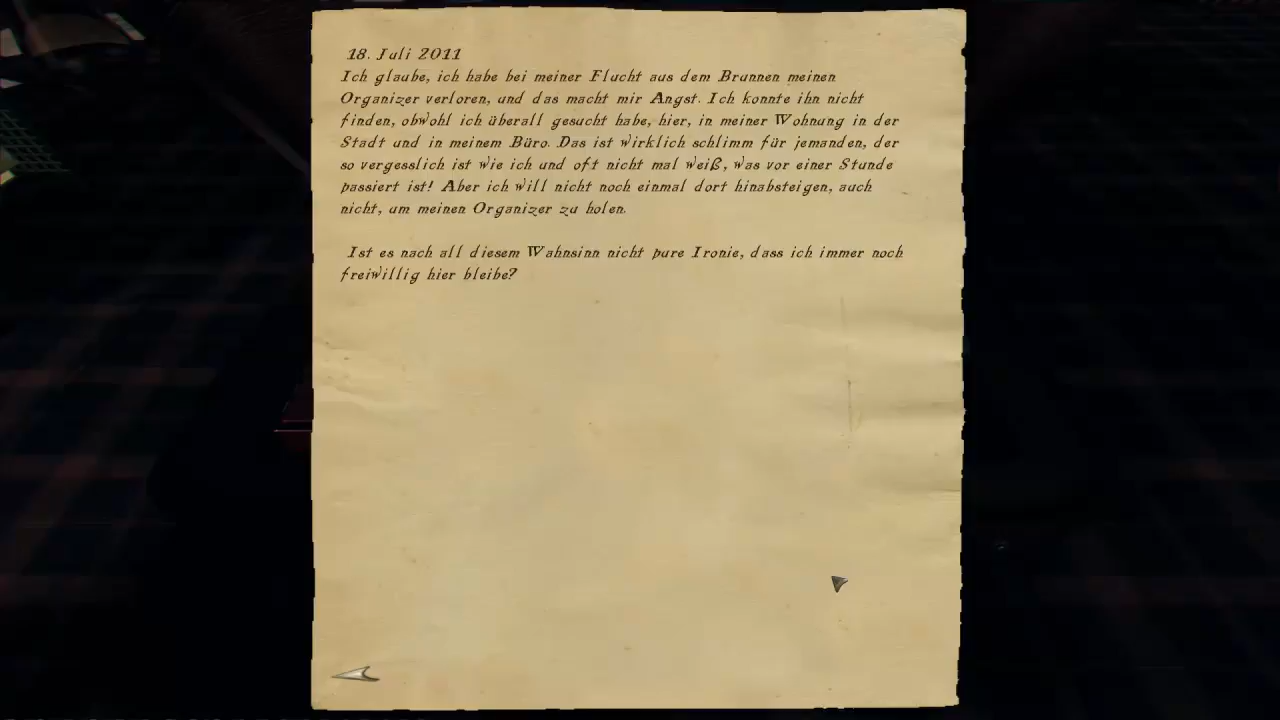 18. Juli 2011
Ich glaube, ich habe bei meiner Flucht aus dem Brunnen meinen
Organizer verloren, und das macht mir Angst. Ich konnte ihn nicht
finden, obwohl ich überall gesucht habe, hier, in meiner Wohnung in der
Stadt und in meinem Büro. Das ist wirklich schlimm für jemanden, der
so vergesslich ist wie ich und oft nicht mal weiß, was vor einer Stunde
passiert ist! Aber ich will nicht noch einmal dort hinabsteigen, auch
nicht, um meinen Organizer zu holen.
Ist es nach all diesem Wahnsinn nicht pure Ironie, dass ich immer noch
freiwillig hier bleibe?